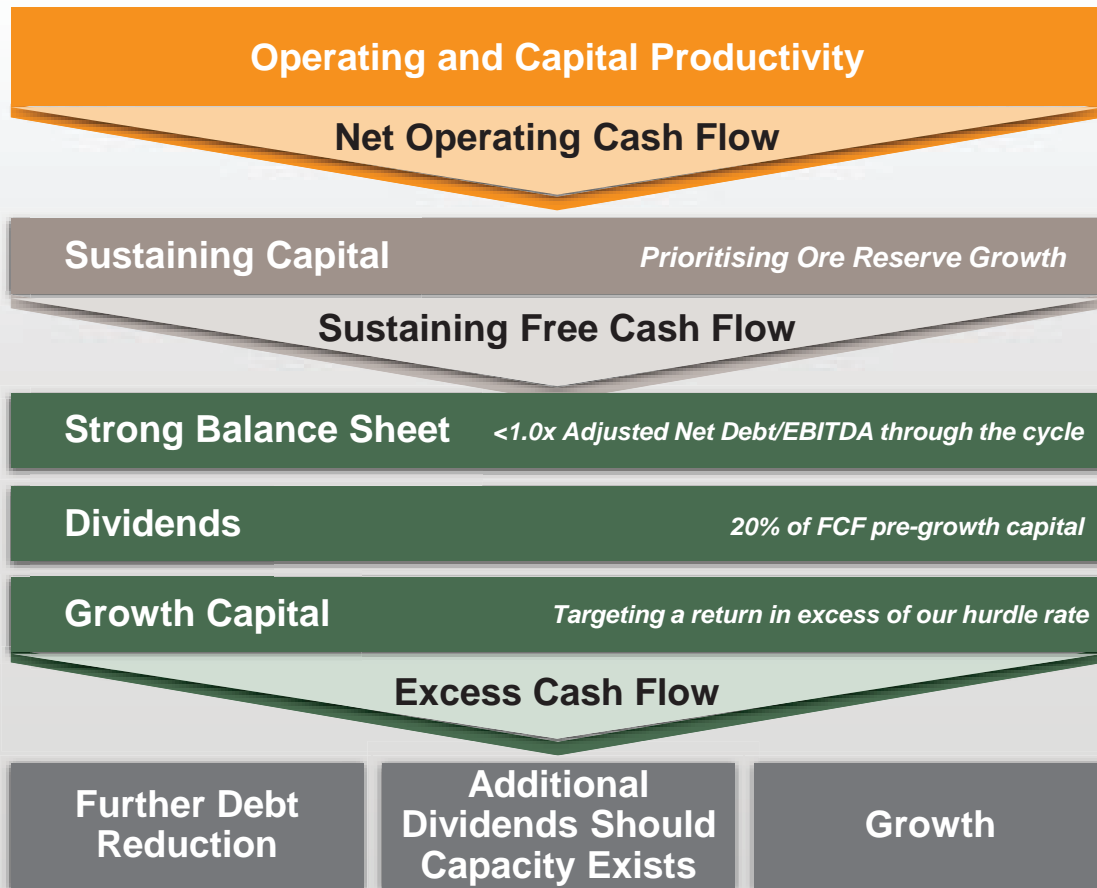 Operating and Capital Productivity
Net Operating Cash Flow
Sustaining Capital Prioritising Ore Reserve Growth
Sustaining Free Cash Flow
Strong Balance Sheet <1.0x Adjusted Net Debt/EBITDA through the cycle
Dividends 20% of FCF pre-growth capital
Growth Capital Targeting a return in excess of our hurdle rate
Excess Cash Flow
Further Debt
Reduction
Additional
Dividends Should
Capacity Exists
Growth